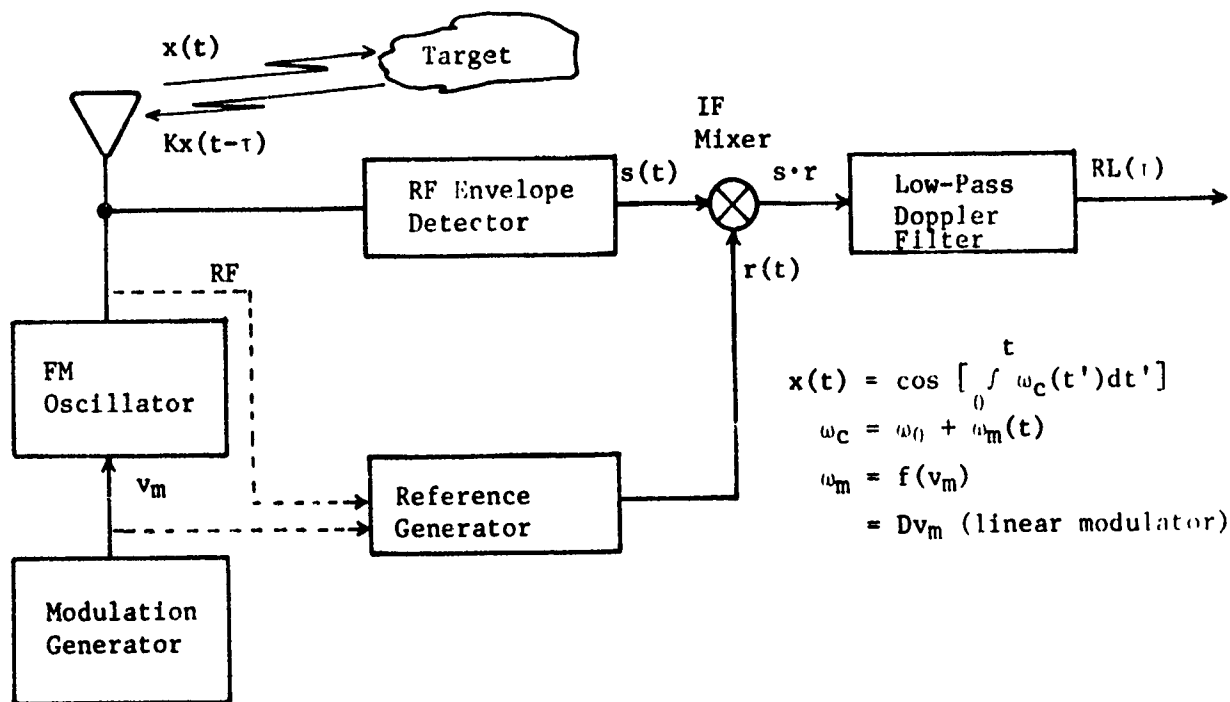 x(t)
Target
Kx(t-τ)
IF
Mixer
RF Envelope
Detector
s(t)
s·r
Low-Pass
Doppler
Filter
RL(τ)
r(t)
RF
FM
Oscillator
v_m
Reference
Generator
Modulation
Generator
x(t) = cos [ ∫₀ᵗ ω_c(t')dt' ]
ω_c = ω_0 + ω_m(t)
ω_m = f(v_m)
= Dv_m (linear modulator)